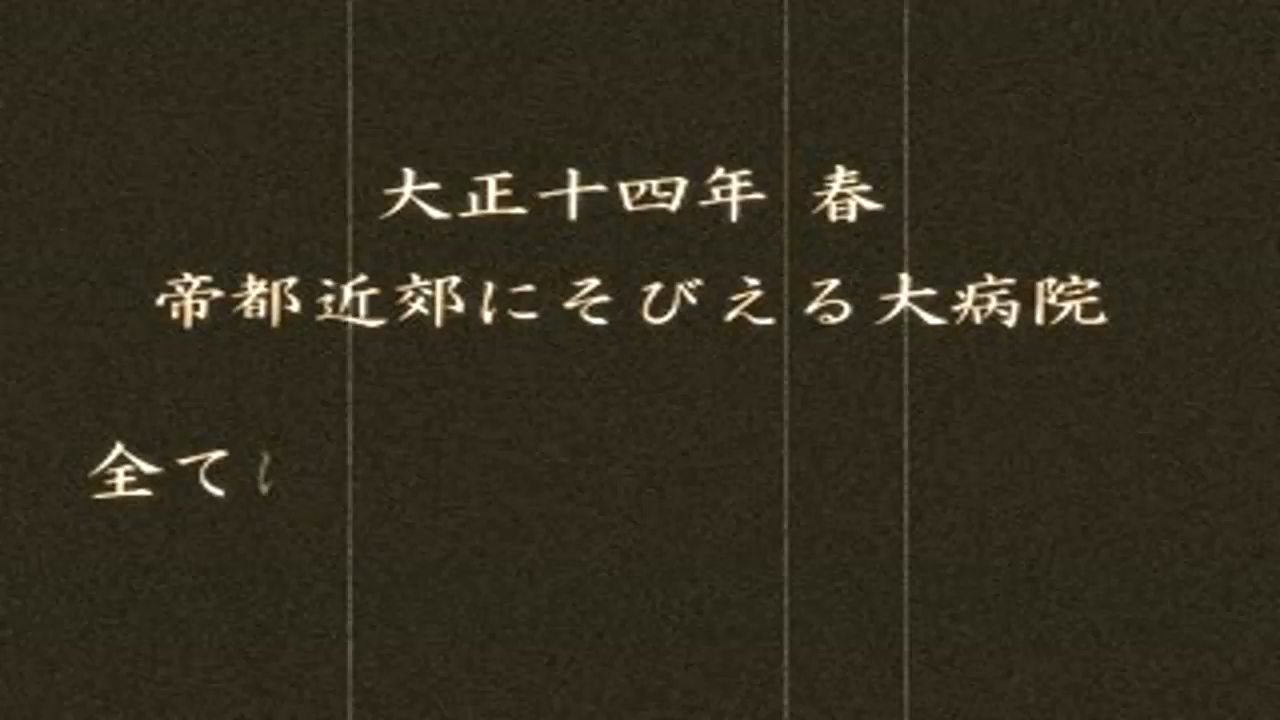 大正十四年 春
帝都近郊にそびえる大病院
全て